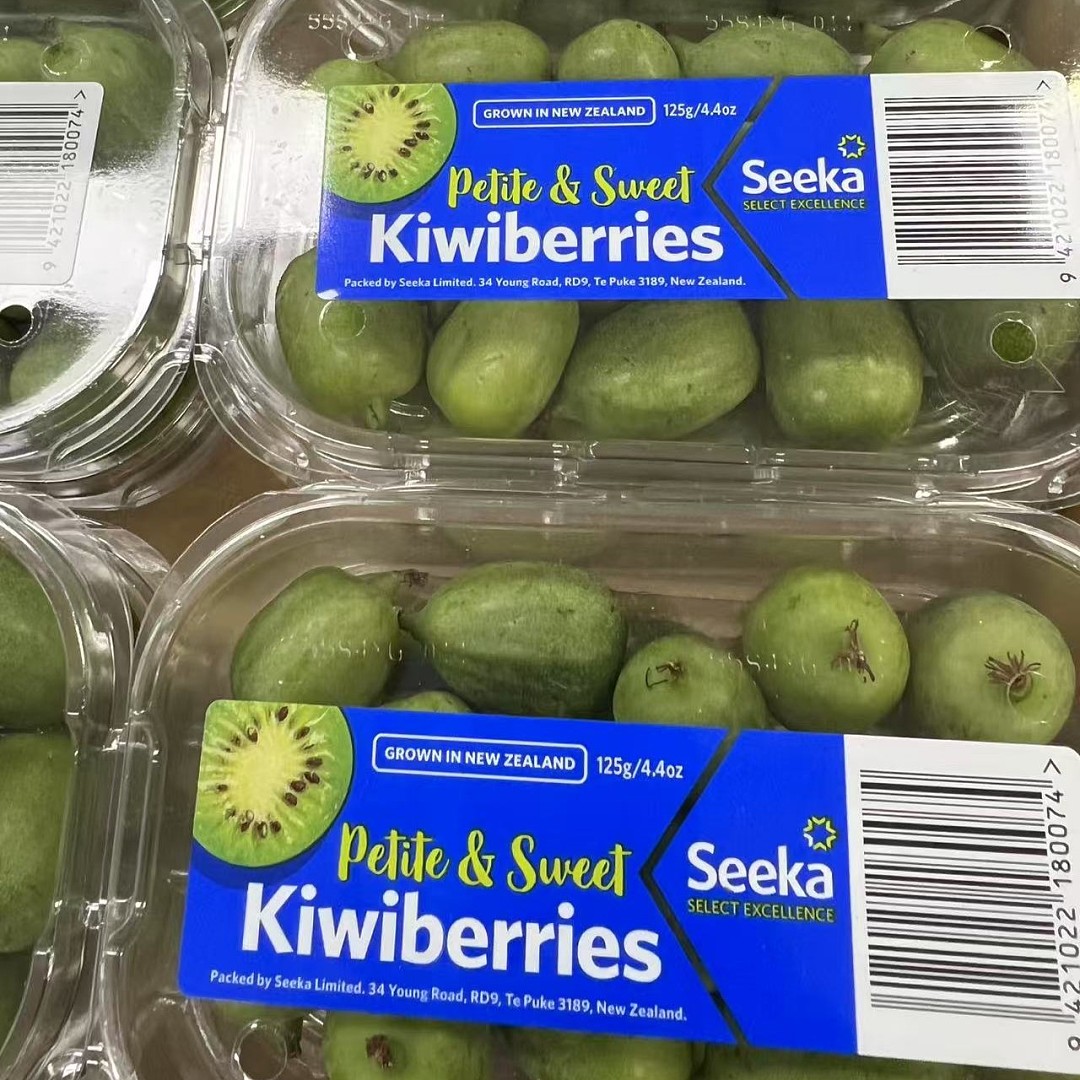 180074 >
9 421022
GROWN IN NEW ZEALAND 125g/4.4oz
Petite & Sweet
Kiwiberries
Packed by Seeka Limited. 34 Young Road, RD9, Te Puke 3189, New Zealand.
Seeka
SELECT EXCELLENCE
9 421022 180074 >
GROWN IN NEW ZEALAND 125g/4.4oz
Petite & Sweet
Kiwiberries
Packed by Seeka Limited. 34 Young Road, RD9, Te Puke 3189, New Zealand.
Seeka
SELECT EXCELLENCE
9 421022 180074 >